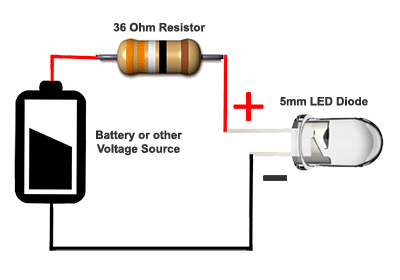 36 Ohm Resistor
5mm LED Diode
Battery or other
Voltage Source